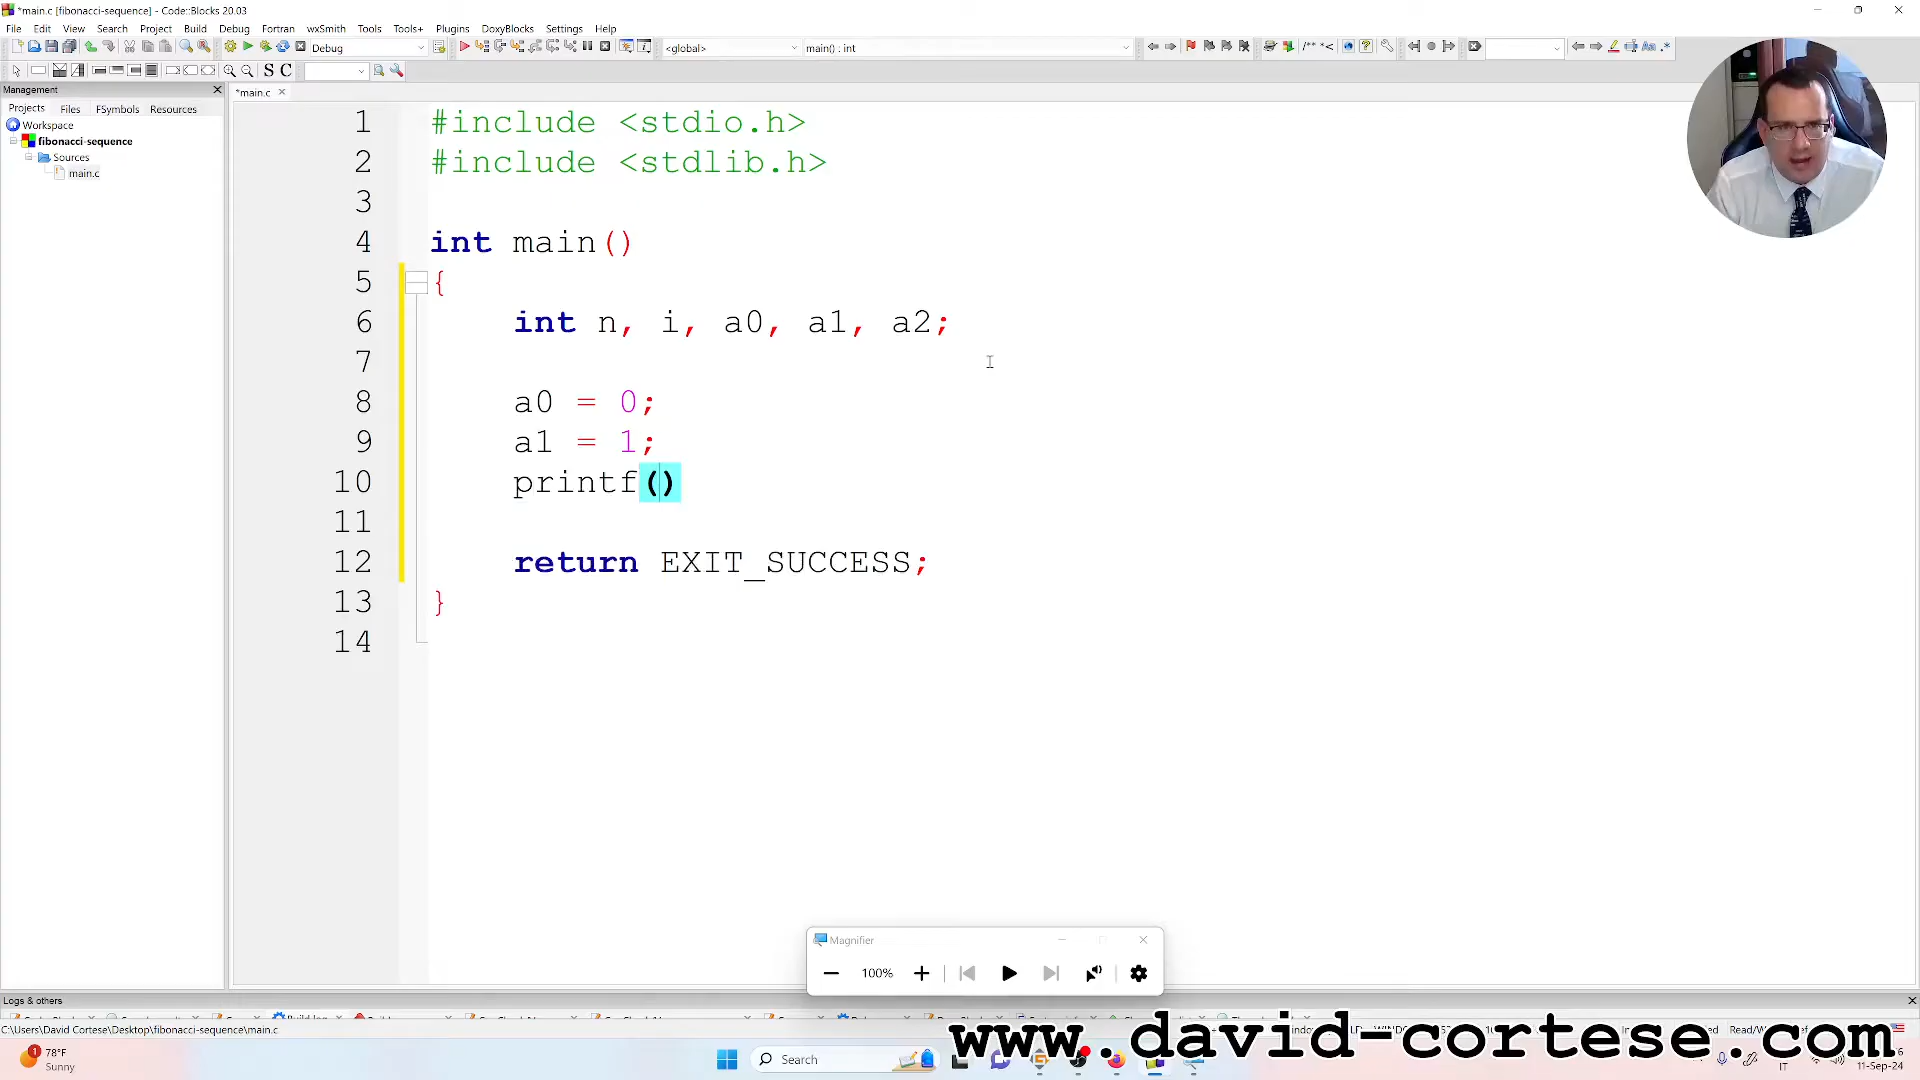 *main.c [fibonacci-sequence] - Code::Blocks 20.03
File Edit View Search Project Build Debug Fortran wxSmith Tools Tools+ Plugins DoxyBlocks Settings Help
Debug <global> main() : int
S C
Management
Projects Files FSymbols Resources
Workspace
fibonacci-sequence
Sources
main.c
*main.c
1 #include <stdio.h>
2 #include <stdlib.h>
3
4 int main()
5 {
6 int n, i, a0, a1, a2;
7
8 a0 = 0;
9 a1 = 1;
10 printf()
11
12 return EXIT_SUCCESS;
13 }
14
Magnifier
100%
Logs & others
C:\Users\David Cortese\Desktop\fibonacci-sequence\main.c
www.david-cortese.com
1
78°F
Sunny
Search
IT
11-Sep-24